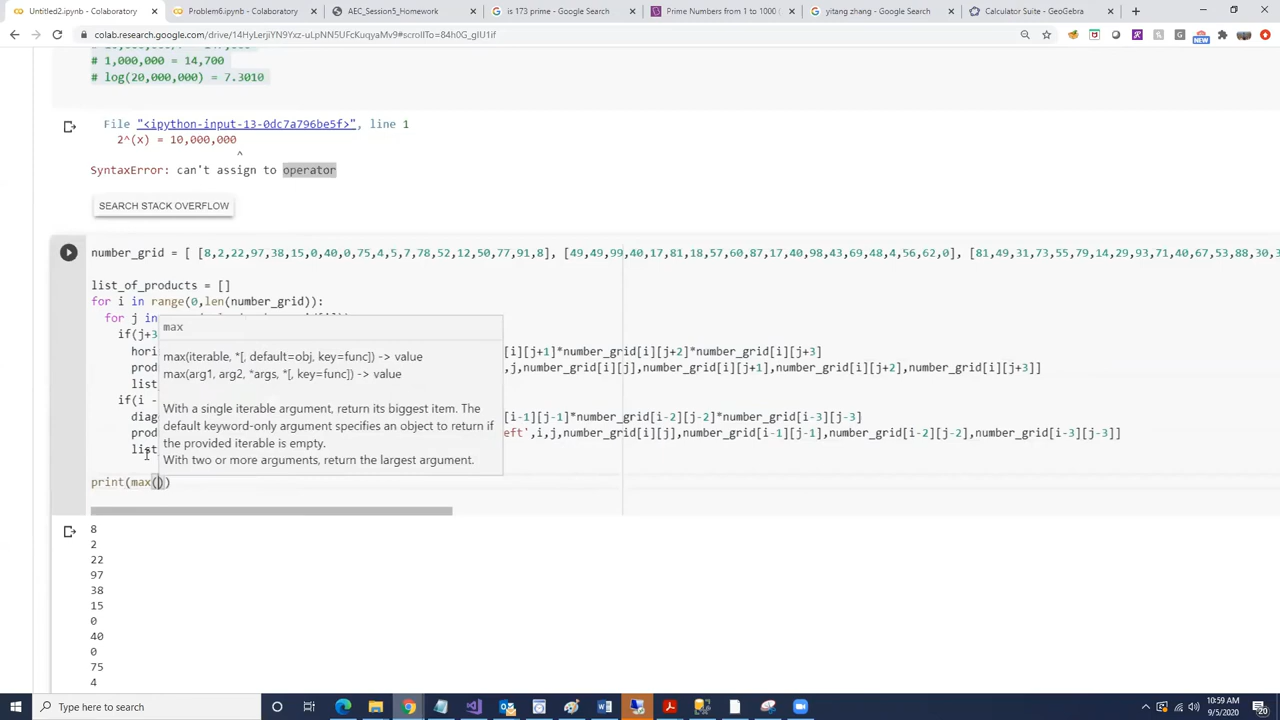 Untitled2.ipynb - Colaboratory
Problem6.ipynb - Colaboratory
AEC_Session5_Homework
is 173 prime - Google Search
Prime Numbers from 1 to 1000 (
yitang zhang - Google Search
Calculator Suite - GeoGebra
colab.research.google.com/drive/14HyLerjiYN9Yxz-uLpNN5UFcKuqyaMv9#scrollTo=84h0G_gIU1if
# 1,000,000 = 14,700
# log(20,000,000) = 7.3010
File "<ipython-input-13-0dc7a796be5f>", line 1
2^(x) = 10,000,000
^
SyntaxError: can't assign to operator
SEARCH STACK OVERFLOW
number_grid = [ [8,2,22,97,38,15,0,40,0,75,4,5,7,78,52,12,50,77,91,8], [49,49,99,40,17,81,18,57,60,87,17,40,98,43,69,48,4,56,62,0], [81,49,31,73,55,79,14,29,93,71,40,67,53,88,30,3
list_of_products = []
for i in range(0,len(number_grid)):
for j in
if(j+3
hori [i][j+1]*number_grid[i][j+2]*number_grid[i][j+3]
prod ,j,number_grid[i][j],number_grid[i][j+1],number_grid[i][j+2],number_grid[i][j+3]]
list
if(i -
diag [i-1][j-1]*number_grid[i-2][j-2]*number_grid[i-3][j-3]
prod eft',i,j,number_grid[i][j],number_grid[i-1][j-1],number_grid[i-2][j-2],number_grid[i-3][j-3]]
list
print(max())
max
max(iterable, *[, default=obj, key=func]) -> value
max(arg1, arg2, *args, *[, key=func]) -> value
With a single iterable argument, return its biggest item. The
default keyword-only argument specifies an object to return if
the provided iterable is empty.
With two or more arguments, return the largest argument.
8
2
22
97
38
15
0
40
0
75
4
Type here to search
10:59 AM
9/5/2020
20